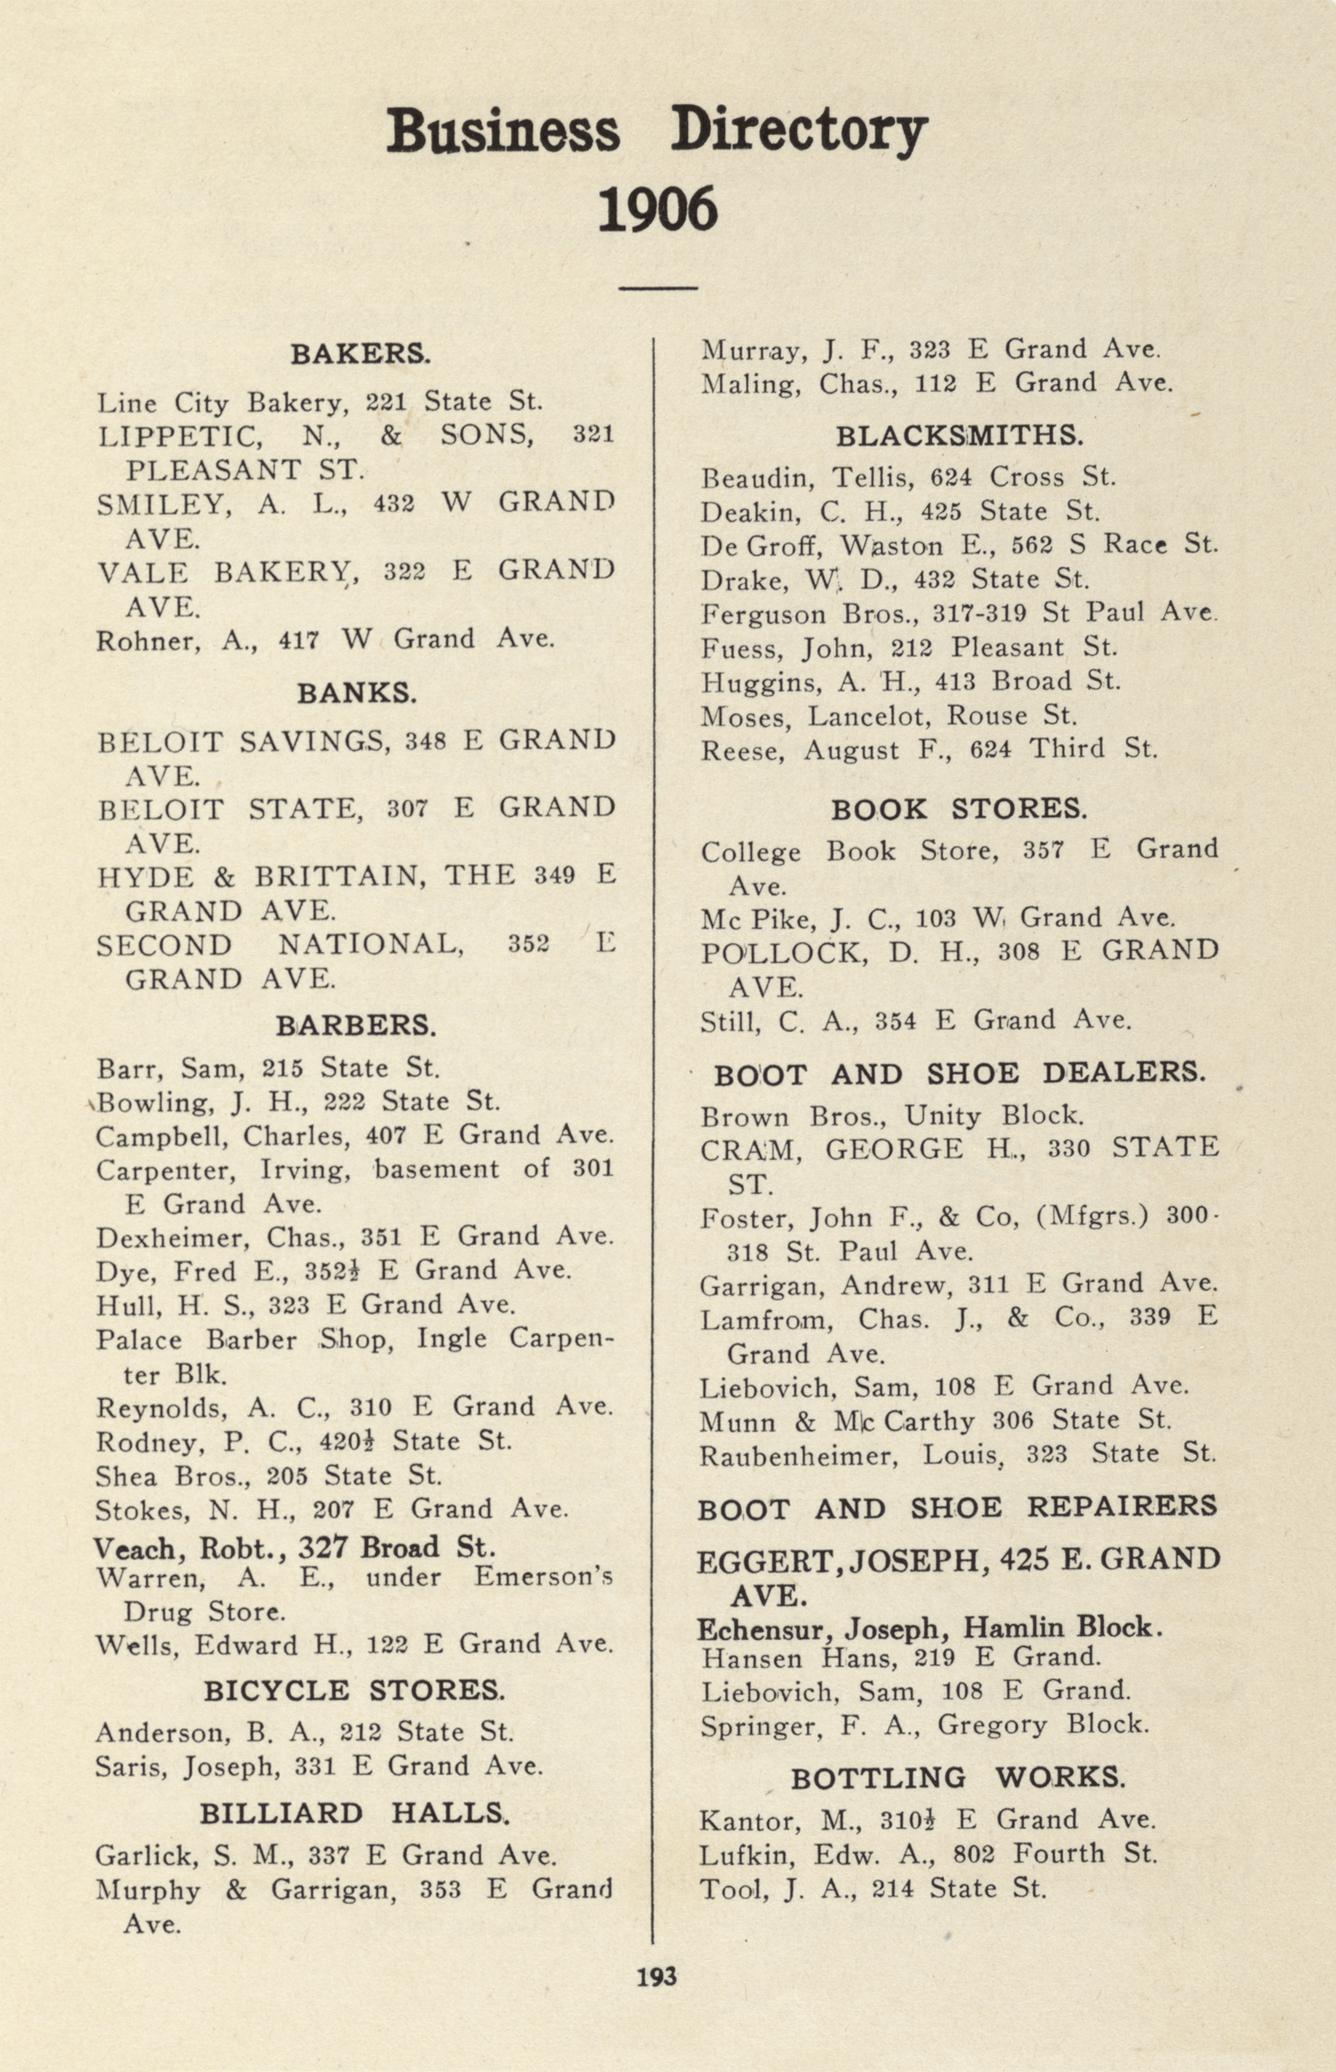 Business Directory
1906
BAKERS.
Line City Bakery, 221 State St.
LIPPETIC, N., & SONS, 321
PLEASANT ST.
SMILEY, A. L., 432 W GRAND
AVE.
VALE BAKERY, 322 E GRAND
AVE.
Rohner, A., 417 W Grand Ave.
BANKS.
BELOIT SAVINGS, 348 E GRAND
AVE.
BELOIT STATE, 307 E GRAND
AVE.
HYDE & BRITTAIN, THE 349 E
GRAND AVE.
SECOND NATIONAL, 352 E
GRAND AVE.
BARBERS.
Barr, Sam, 215 State St.
Bowling, J. H., 222 State St.
Campbell, Charles, 407 E Grand Ave.
Carpenter, Irving, basement of 301
E Grand Ave.
Dexheimer, Chas., 351 E Grand Ave.
Dye, Fred E., 352½ E Grand Ave.
Hull, H. S., 323 E Grand Ave.
Palace Barber Shop, Ingle Carpen-
ter Blk.
Reynolds, A. C., 310 E Grand Ave.
Rodney, P. C., 420½ State St.
Shea Bros., 205 State St.
Stokes, N. H., 207 E Grand Ave.
Veach, Robt., 327 Broad St.
Warren, A. E., under Emerson's
Drug Store.
Wells, Edward H., 122 E Grand Ave.
BICYCLE STORES.
Anderson, B. A., 212 State St.
Saris, Joseph, 331 E Grand Ave.
BILLIARD HALLS.
Garlick, S. M., 337 E Grand Ave.
Murphy & Garrigan, 353 E Grand
Ave.
Murray, J. F., 323 E Grand Ave.
Maling, Chas., 112 E Grand Ave.
BLACKSMITHS.
Beaudin, Tellis, 624 Cross St.
Deakin, C. H., 425 State St.
De Groff, Waston E., 562 S Race St.
Drake, W. D., 432 State St.
Ferguson Bros., 317-319 St Paul Ave.
Fuess, John, 212 Pleasant St.
Huggins, A. H., 413 Broad St.
Moses, Lancelot, Rouse St.
Reese, August F., 624 Third St.
BOOK STORES.
College Book Store, 357 E Grand
Ave.
Mc Pike, J. C., 103 W Grand Ave.
POLLOCK, D. H., 308 E GRAND
AVE.
Still, C. A., 354 E Grand Ave.
BOOT AND SHOE DEALERS.
Brown Bros., Unity Block.
CRAM, GEORGE H., 330 STATE
ST.
Foster, John F., & Co, (Mfgrs.) 300-
318 St. Paul Ave.
Garrigan, Andrew, 311 E Grand Ave.
Lamfrom, Chas. J., & Co., 339 E
Grand Ave.
Liebovich, Sam, 108 E Grand Ave.
Munn & Mc Carthy 306 State St.
Raubenheimer, Louis, 323 State St.
BOOT AND SHOE REPAIRERS
EGGERT, JOSEPH, 425 E. GRAND
AVE.
Echensur, Joseph, Hamlin Block.
Hansen Hans, 219 E Grand.
Liebovich, Sam, 108 E Grand.
Springer, F. A., Gregory Block.
BOTTLING WORKS.
Kantor, M., 310½ E Grand Ave.
Lufkin, Edw. A., 802 Fourth St.
Tool, J. A., 214 State St.
193